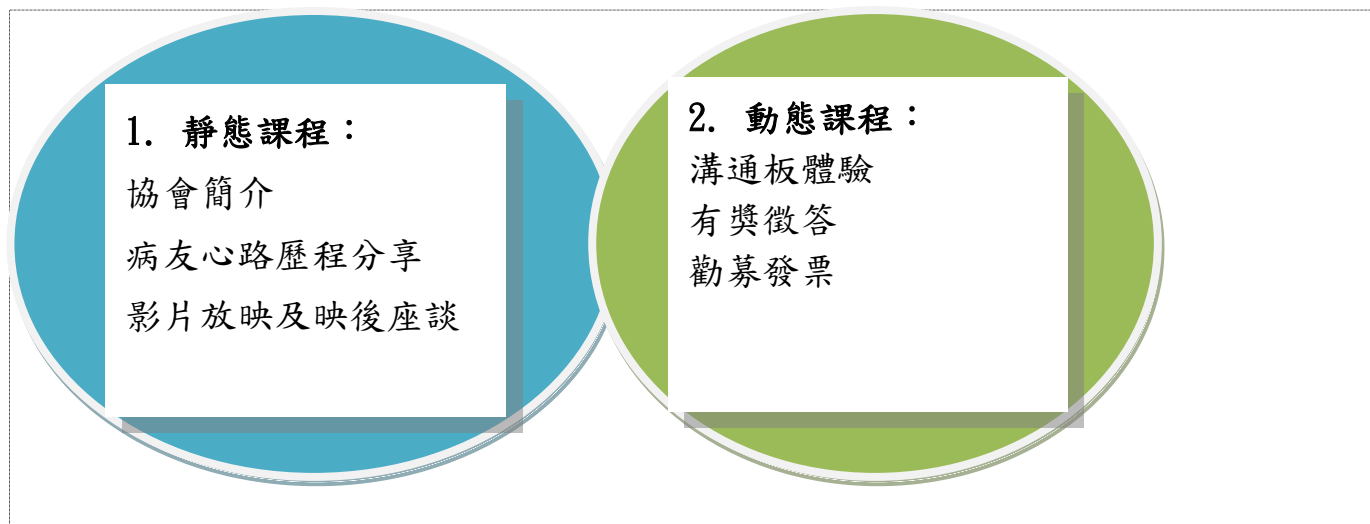 1. 靜態課程：
協會簡介
病友心路歷程分享
影片放映及映後座談
2. 動態課程：
溝通板體驗
有獎徵答
勸募發票